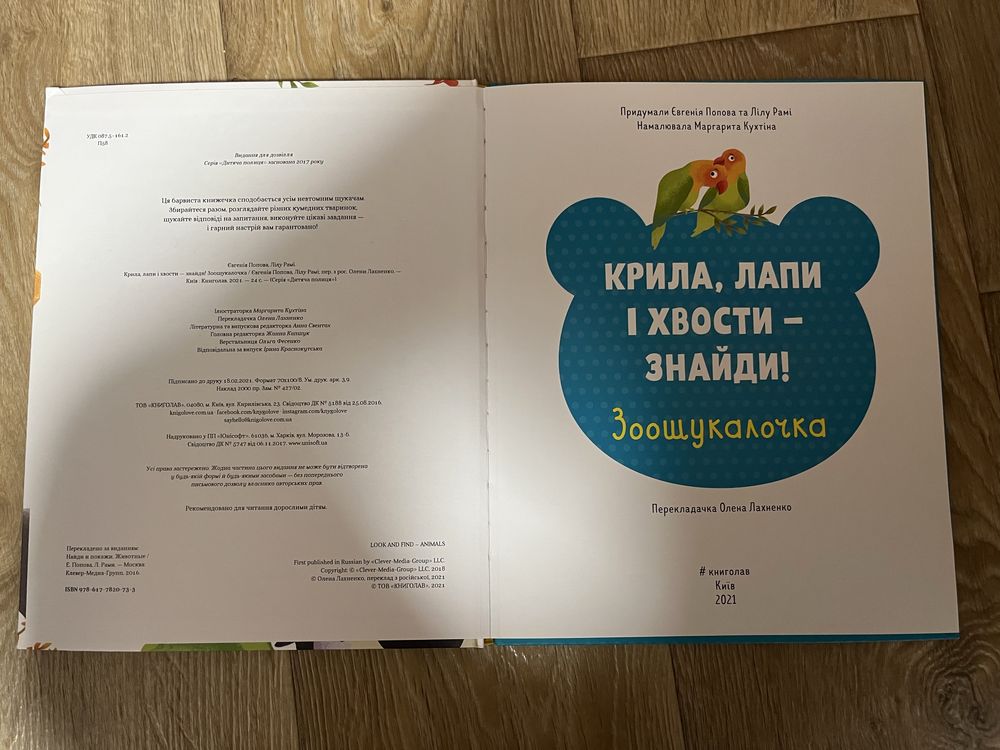 УДК 087.5-161.2
П58
Видання для дозвілля
Серія «Дитяча полиця» заснована 2017 року
Ця барвиста книжечка сподобається усім невтомним шукачам.
Збирайтеся разом, розглядайте різних кумедних тваринок,
шукайте відповіді на запитання, виконуйте цікаві завдання —
і гарний настрій вам гарантовано!
Євгенія Попова, Лілу Рамі.
Крила, лапи і хвости — знайди! Зоошукалочка / Євгенія Попова, Лілу Рамі; пер. з рос. Олени Лахненко. —
Київ : Книголав, 2021. — 24 с. — (Серія «Дитяча полиця»).
Ілюстраторка Маргарита Кухтіна
Перекладачка Олена Лахненко
Літературна та випускова редакторка Анна Свентах
Головна редакторка Жанна Капшук
Верстальниця Ольга Фесенко
Відповідальна за випуск Ірина Краснокутська
Підписано до друку 18.02.2021. Формат 70х100/8. Ум. друк. арк. 3,9.
Наклад 2000 пр. Зам. № 427/02.
ТОВ «КНИГОЛАВ», 04080, м. Київ, вул. Кирилівська, 23. Свідоцтво ДК № 5188 від 25.08.2016.
knigolove.com.ua · facebook.com/knygolove · instagram.com/knygolove
sayhello@knigolove.com.ua
Надруковано у ПП «Юнісофт». 61036, м. Харків, вул. Морозова, 13-б.
Свідоцтво ДК № 5747 від 06.11.2017. www.unisoft.ua
Усі права застережено. Жодна частина цього видання не може бути відтворена
у будь-якій формі й будь-якими засобами — без попереднього
письмового дозволу власника авторських прав.
Рекомендовано для читання дорослими дітям.
Перекладено за виданням:
Найди и покажи. Животные /
Е. Попова, Л. Рами. — Москва:
Клевер-Медиа-Групп, 2016.
ISBN 978-617-7820-73-3
LOOK AND FIND – ANIMALS
First published in Russian by «Clever-Media-Group» LLC.
Copyright: © «Clever-Media-Group» LLC, 2018
© Олена Лахненко, переклад з російської, 2021
© ТОВ «КНИГОЛАВ», 2021
Придумали Євгенія Попова та Лілу Рамі
Намалювала Маргарита Кухтіна
КРИЛА, ЛАПИ
І ХВОСТИ –
ЗНАЙДИ!
Зоошукалочка
Перекладачка Олена Лахненко
# книголав
Київ
2021